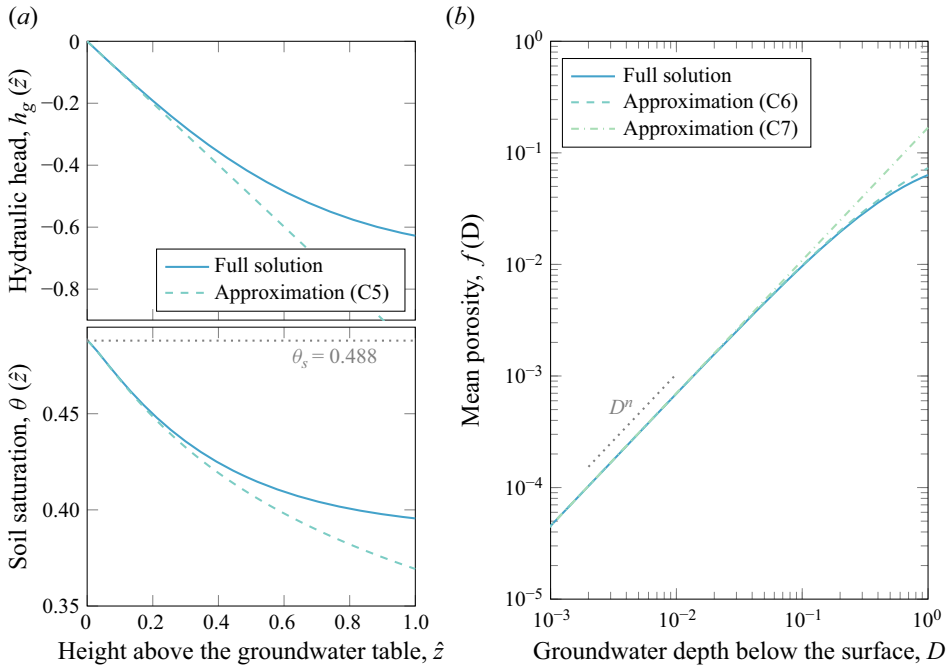 (a)
0
−0.2
−0.4
−0.6
−0.8
Hydraulic head, h_g (ẑ)
Full solution
Approximation (C5)
θ_s = 0.488
0.45
0.40
0.35
Soil saturation, θ (ẑ)
0 0.2 0.4 0.6 0.8 1.0
Height above the groundwater table, ẑ
(b)
10^0
10^−1
10^−2
10^−3
10^−4
10^−5
Mean porosity, f (D)
Full solution
Approximation (C6)
Approximation (C7)
D^n
10^−3 10^−2 10^−1 10^0
Groundwater depth below the surface, D